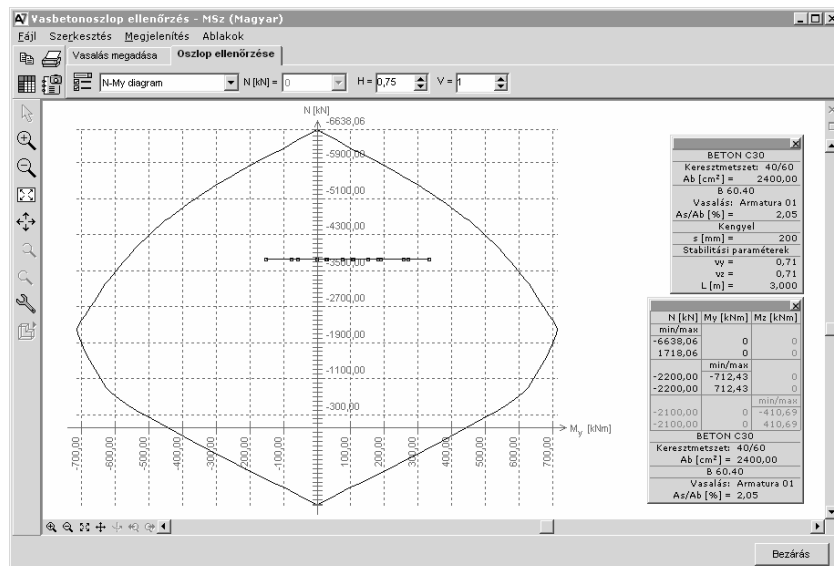 Vasbetonoszlop ellenőrzés - MSz (Magyar)
Fájl Szerkesztés Megjelenítés Ablakok
Vasalás megadása Oszlop ellenőrzése
N-My diagram N [kN] = 0 H = 0,75 V = 1
N [kN]
-6638,06
-5900,00
-5100,00
-4300,00
-3500,00
-2700,00
-1900,00
-1100,00
-300,00
My [kNm]
-700,00 -600,00 -500,00 -400,00 -300,00 -200,00 -100,00 100,00 200,00 300,00 400,00 500,00 600,00 700,00
BETON C30
Keresztmetszet: 40/60
Ab [cm²] = 2400,00
B 60.40
Vasalás: Armatura 01
As/Ab [%] = 2,05
Kengyel
s [mm] = 200
Stabilitási paraméterek
νy = 0,71
νz = 0,71
L [m] = 3,000
N [kN] My [kNm] Mz [kNm]
min/max
-6638,06 0 0
1718,06 0 0
min/max
-2200,00 -712,43 0
-2200,00 712,43 0
min/max
-2100,00 0 -410,69
-2100,00 0 410,69
BETON C30
Keresztmetszet: 40/60
Ab [cm²] = 2400,00
B 60.40
Vasalás: Armatura 01
As/Ab [%] = 2,05
Bezárás